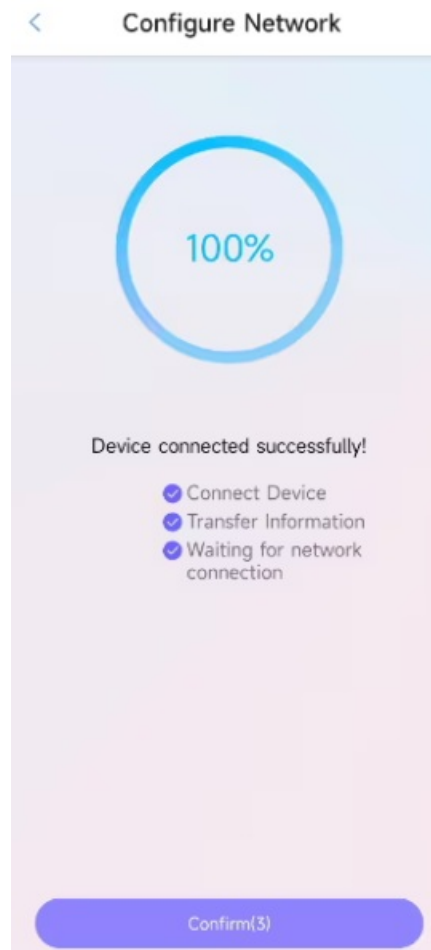 Configure Network
100%
Device connected successfully!
Connect Device
Transfer Information
Waiting for network
connection
Confirm(3)